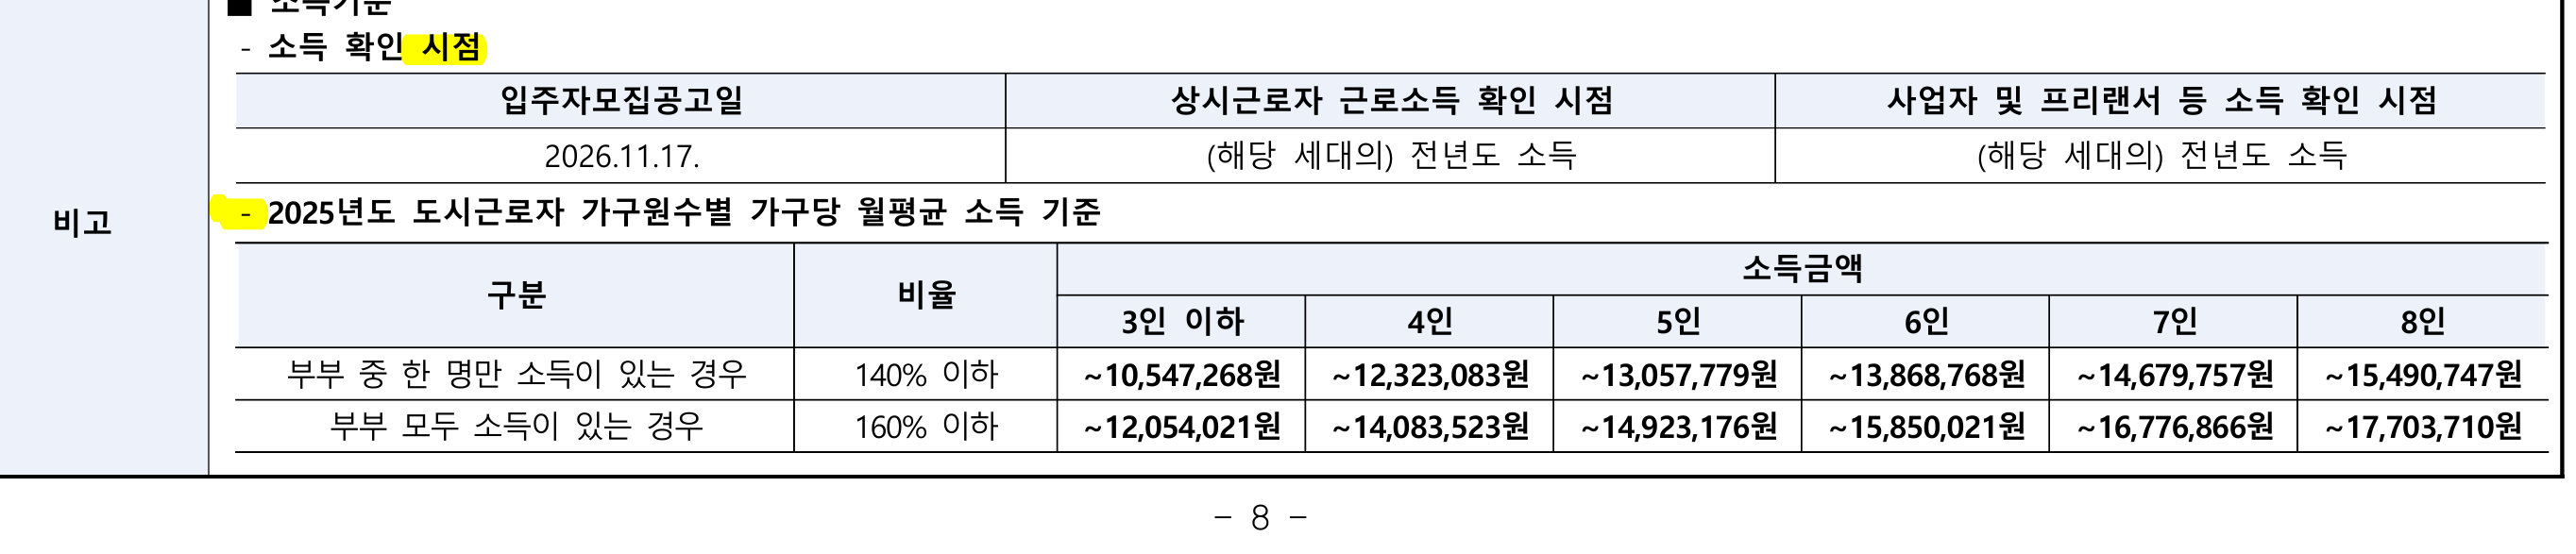 ■ 소득기준
- 소득 확인 시점
입주자모집공고일 상시근로자 근로소득 확인 시점 사업자 및 프리랜서 등 소득 확인 시점
2026.11.17. (해당 세대의) 전년도 소득 (해당 세대의) 전년도 소득
비고
- 2025년도 도시근로자 가구원수별 가구당 월평균 소득 기준
구분 비율 소득금액
3인 이하 4인 5인 6인 7인 8인
부부 중 한 명만 소득이 있는 경우 140% 이하 ~10,547,268원 ~12,323,083원 ~13,057,779원 ~13,868,768원 ~14,679,757원 ~15,490,747원
부부 모두 소득이 있는 경우 160% 이하 ~12,054,021원 ~14,083,523원 ~14,923,176원 ~15,850,021원 ~16,776,866원 ~17,703,710원
- 8 -